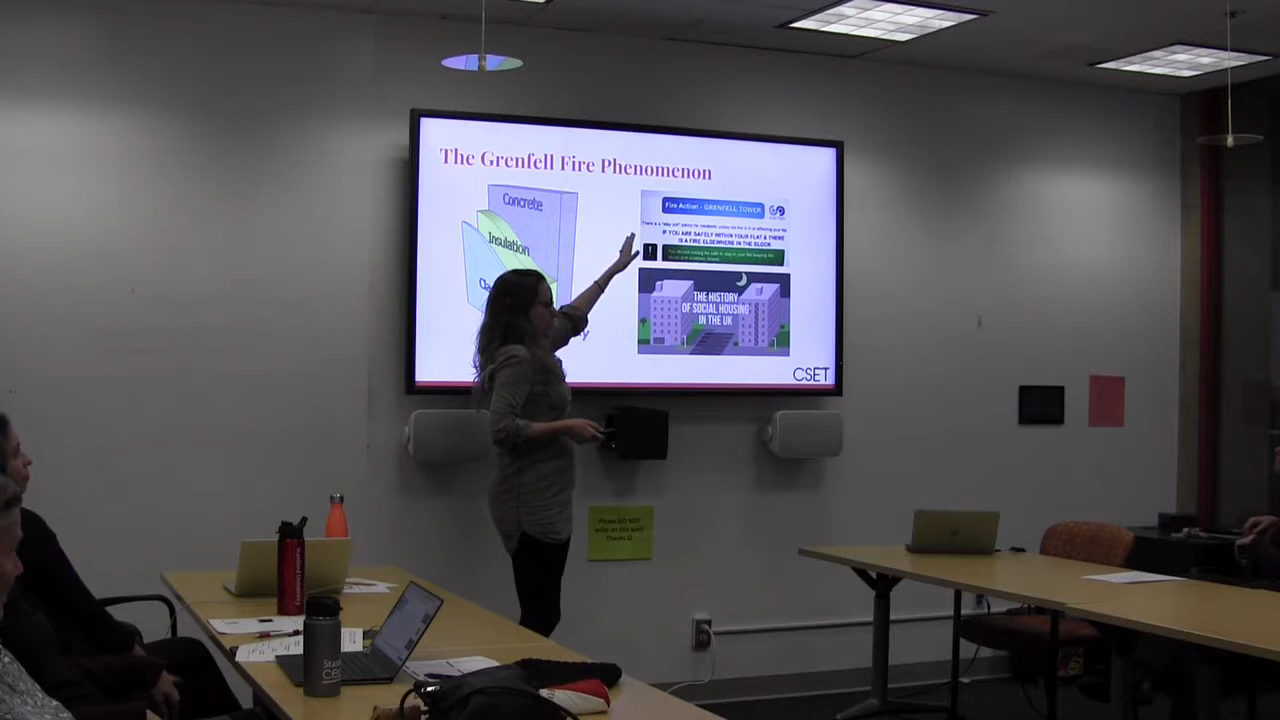 The Grenfell Fire Phenomenon
Concrete
Insulation
Fire Action - GRENFELL TOWER
IF YOU ARE SAFELY WITHIN YOUR FLAT & THERE
IS A FIRE ELSEWHERE IN THE BLOCK
THE HISTORY
OF SOCIAL HOUSING
IN THE UK
CSET
Please DO NOT
write on this wall!
Thanks
Stanford University